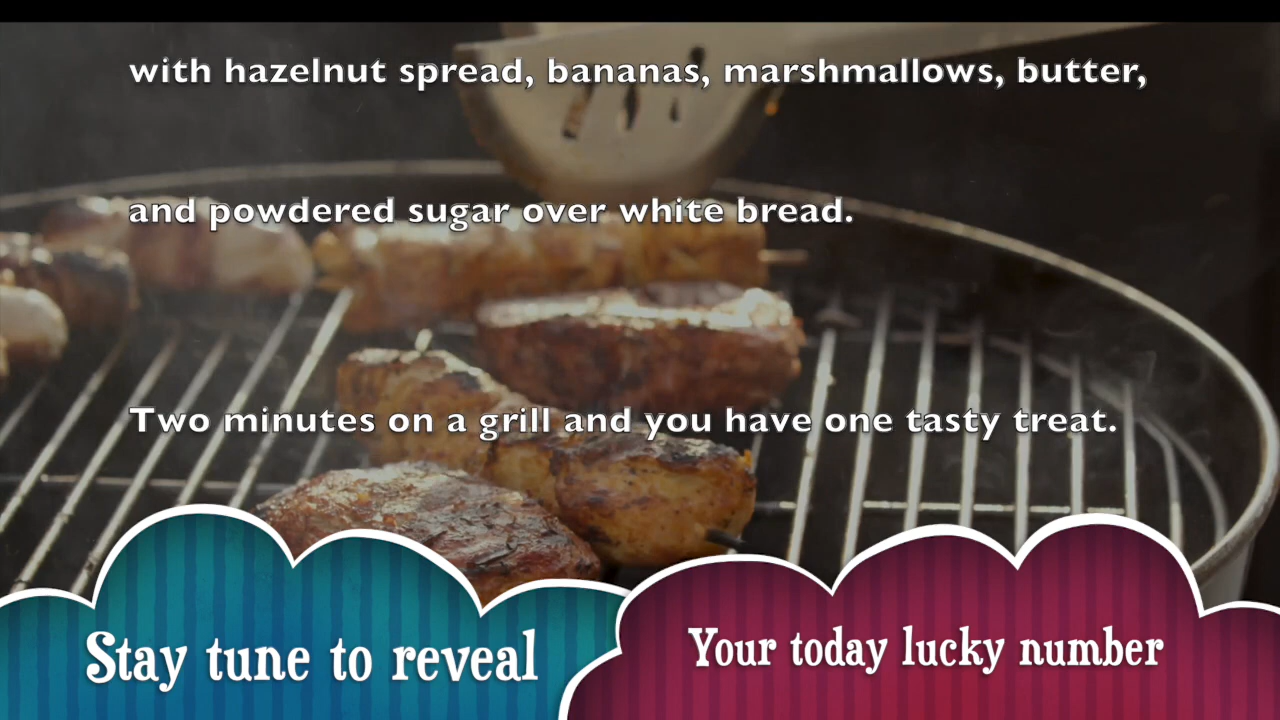 with hazelnut spread, bananas, marshmallows, butter,
and powdered sugar over white bread.
Two minutes on a grill and you have one tasty treat.
Stay tune to reveal
Your today lucky number